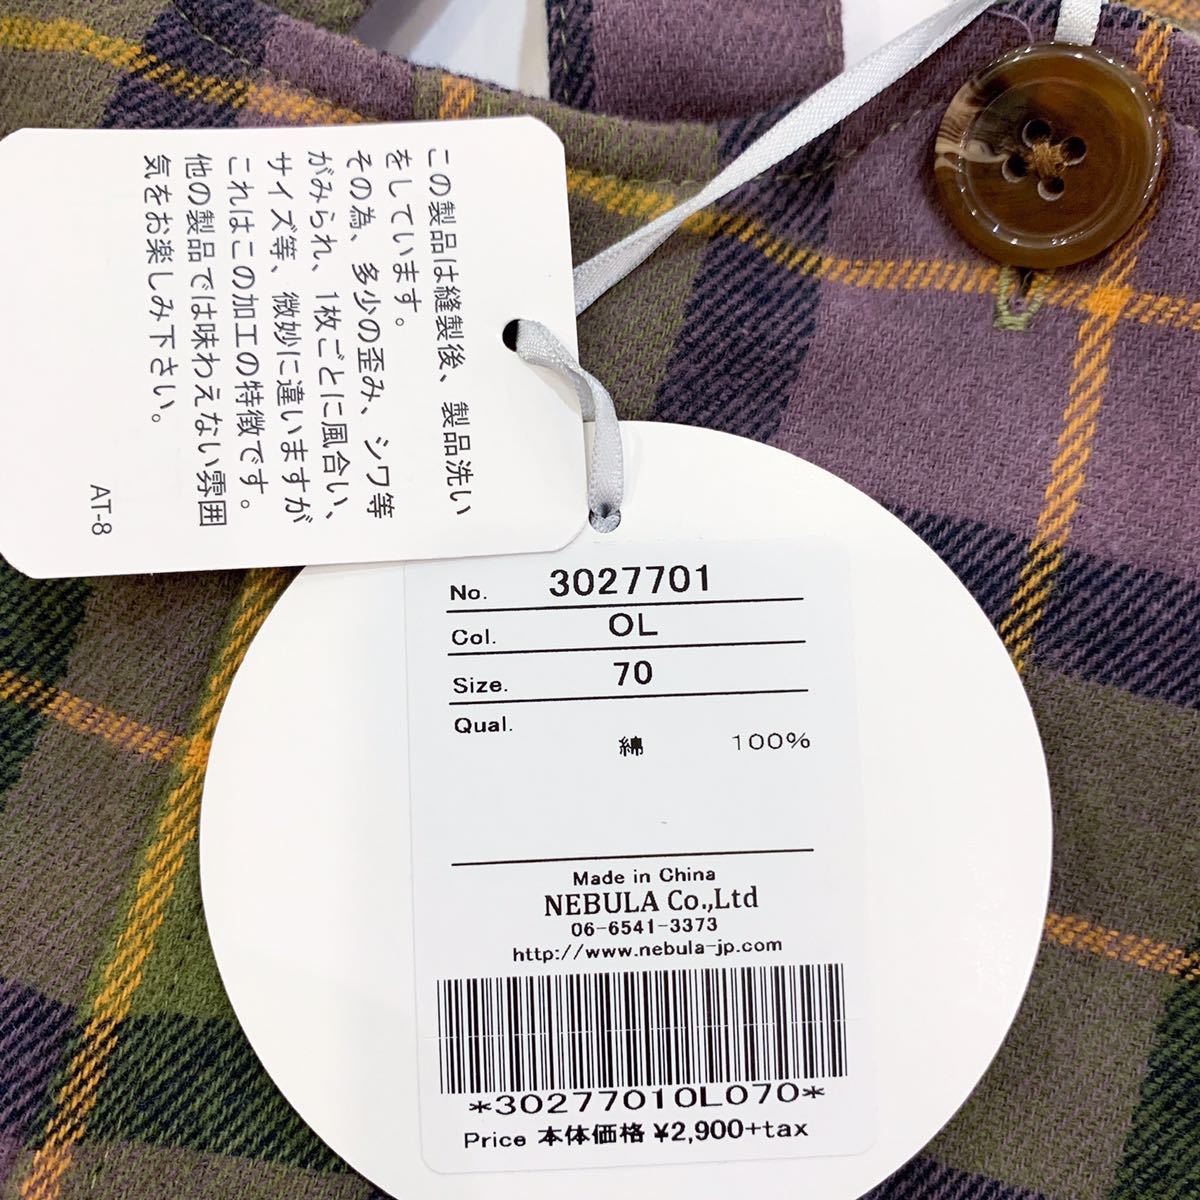 この製品は縫製後、製品洗い
をしています。
その為、多少の歪み、シワ等
がみられ、1枚ごとに風合い、
サイズ等、微妙に違いますが
これはこの加工の特徴です。
他の製品では味わえない雰囲
気をお楽しみ下さい。
AT-8
No. 3027701
Col. OL
Size. 70
Qual.
綿 100%
Made in China
NEBULA Co.,Ltd
06-6541-3373
http://www.nebula-jp.com
*3027701OL070*
Price 本体価格 ¥2,900+tax